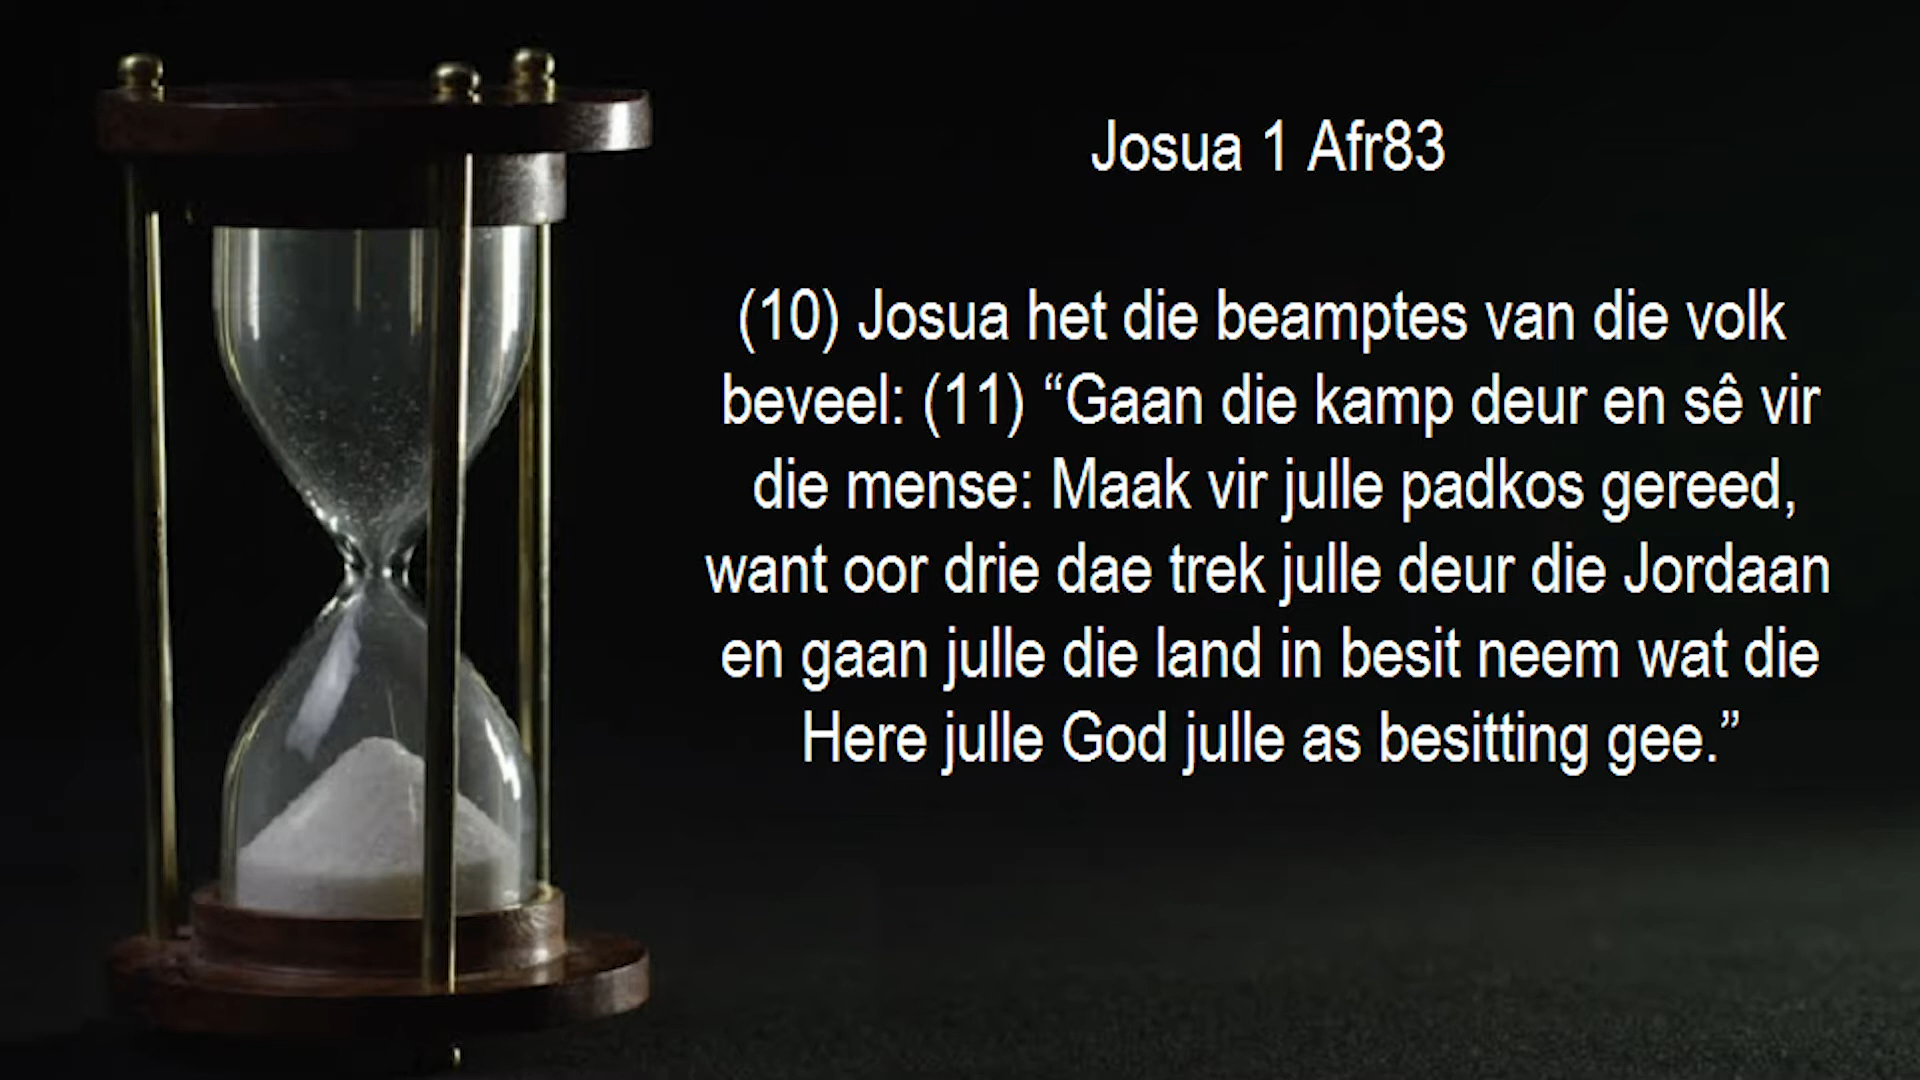 Josua 1 Afr83
(10) Josua het die beamptes van die volk
beveel: (11) “Gaan die kamp deur en sê vir
die mense: Maak vir julle padkos gereed,
want oor drie dae trek julle deur die Jordaan
en gaan julle die land in besit neem wat die
Here julle God julle as besitting gee.”